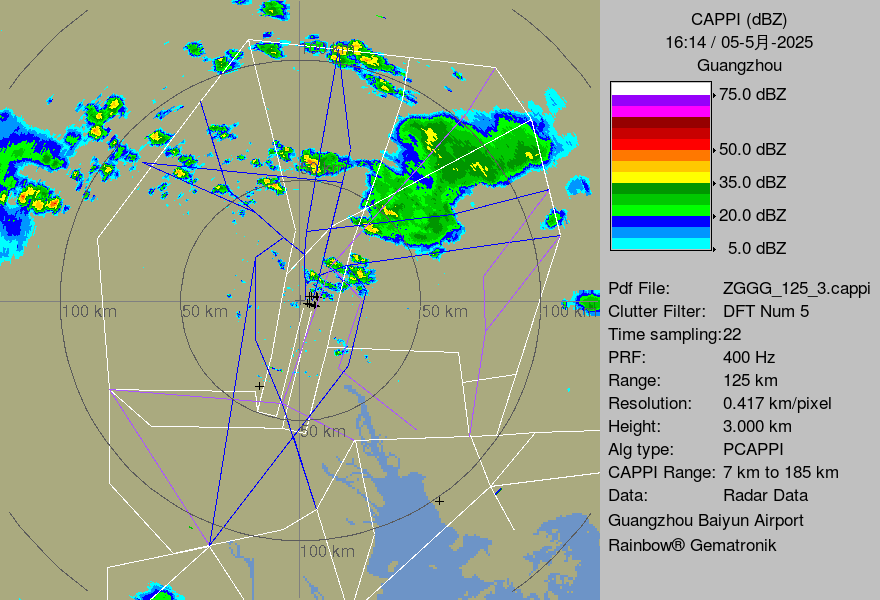 CAPPI (dBZ)
16:14 / 05-5月-2025
Guangzhou
75.0 dBZ
50.0 dBZ
35.0 dBZ
20.0 dBZ
5.0 dBZ
Pdf File: ZGGG_125_3.cappi
Clutter Filter: DFT Num 5
Time sampling:22
PRF: 400 Hz
Range: 125 km
Resolution: 0.417 km/pixel
Height: 3.000 km
Alg type: PCAPPI
CAPPI Range: 7 km to 185 km
Data: Radar Data
Guangzhou Baiyun Airport
Rainbow® Gematronik
100 km
50 km
50 km
100 km
50 km
100 km